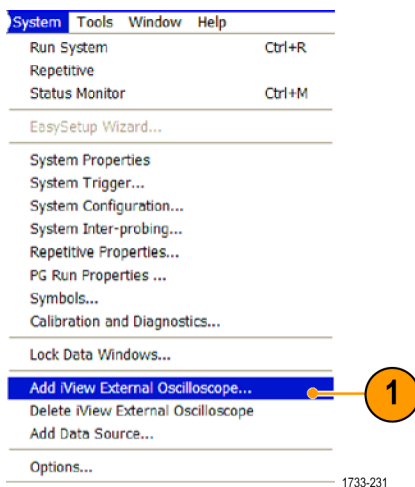 System Tools Window Help
Run System Ctrl+R
Repetitive
Status Monitor Ctrl+M
EasySetup Wizard...
System Properties
System Trigger...
System Configuration...
System Inter-probing...
Repetitive Properties...
PG Run Properties ...
Symbols...
Calibration and Diagnostics...
Lock Data Windows...
Add iView External Oscilloscope...
1
Delete iView External Oscilloscope
Add Data Source...
Options...
1733-231